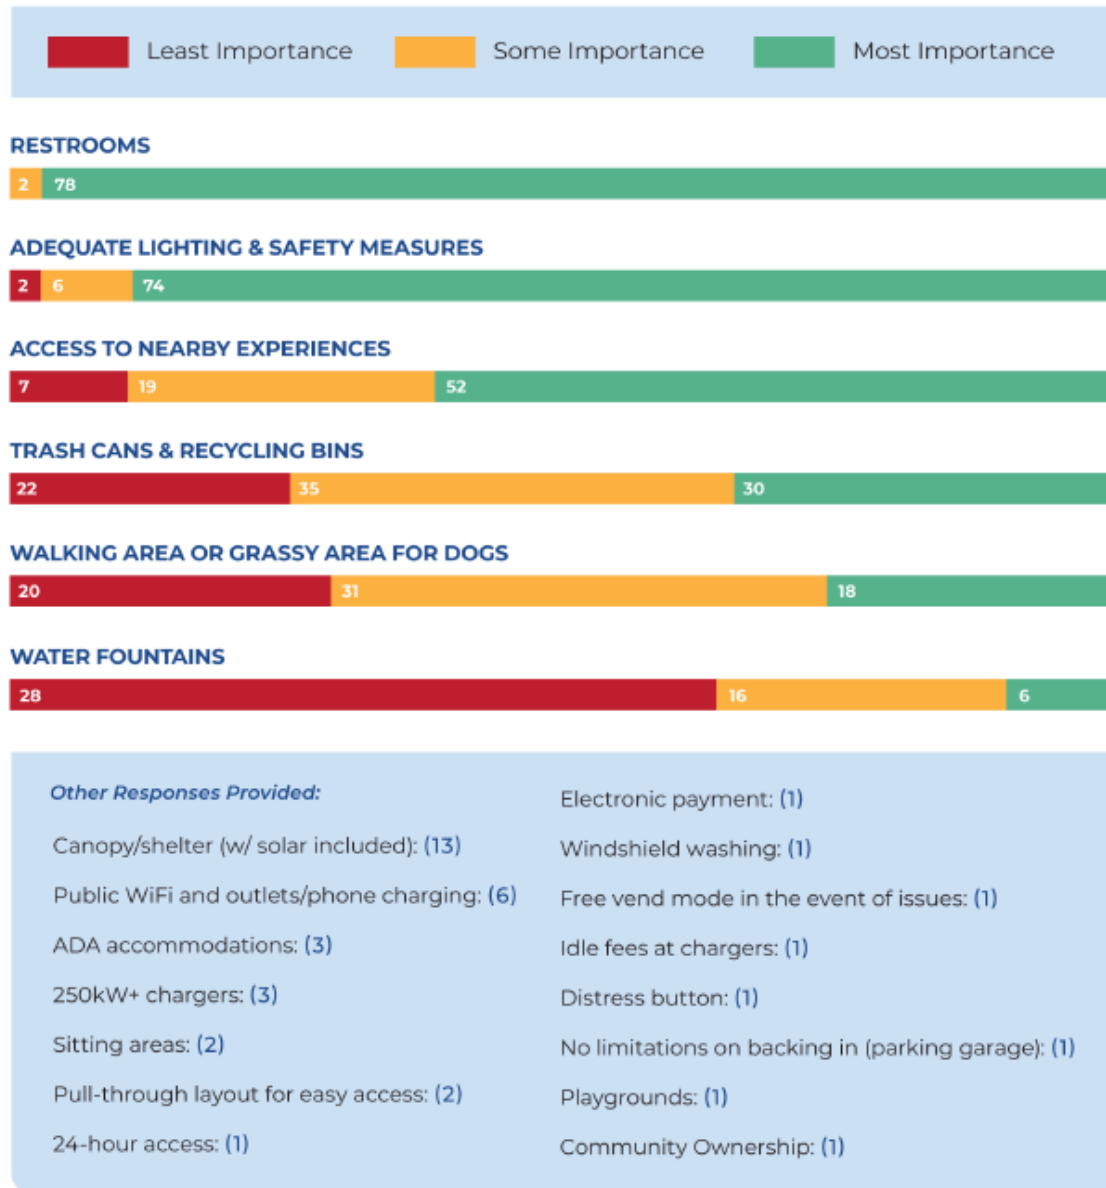 Least Importance Some Importance Most Importance
RESTROOMS
2 78
ADEQUATE LIGHTING & SAFETY MEASURES
2 6 74
ACCESS TO NEARBY EXPERIENCES
7 19 52
TRASH CANS & RECYCLING BINS
22 35 30
WALKING AREA OR GRASSY AREA FOR DOGS
20 31 18
WATER FOUNTAINS
28 16 6
Other Responses Provided:
Canopy/shelter (w/ solar included): (13)
Public WiFi and outlets/phone charging: (6)
ADA accommodations: (3)
250kW+ chargers: (3)
Sitting areas: (2)
Pull-through layout for easy access: (2)
24-hour access: (1)
Electronic payment: (1)
Windshield washing: (1)
Free vend mode in the event of issues: (1)
Idle fees at chargers: (1)
Distress button: (1)
No limitations on backing in (parking garage): (1)
Playgrounds: (1)
Community Ownership: (1)